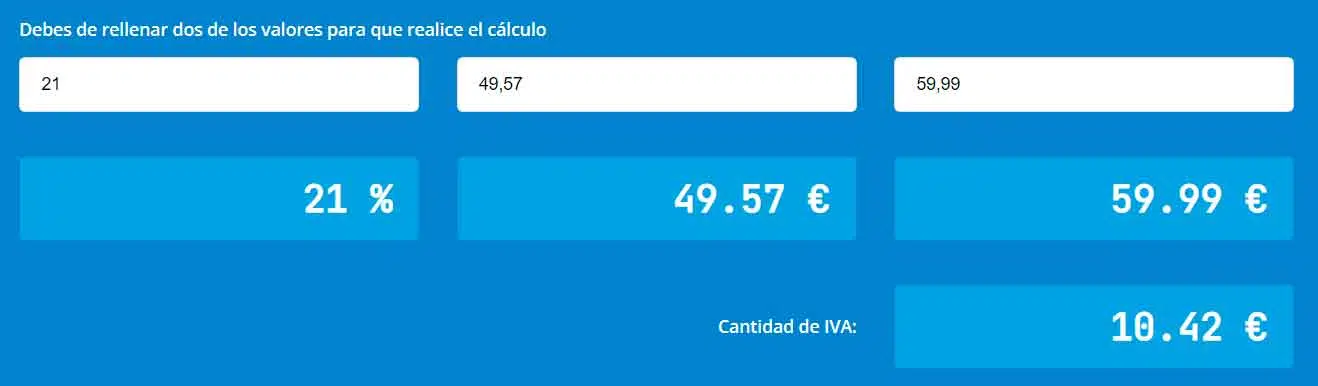 Debes de rellenar dos de los valores para que realice el cálculo
21 49,57 59,99
21 % 49.57 € 59.99 €
Cantidad de IVA: 10.42 €